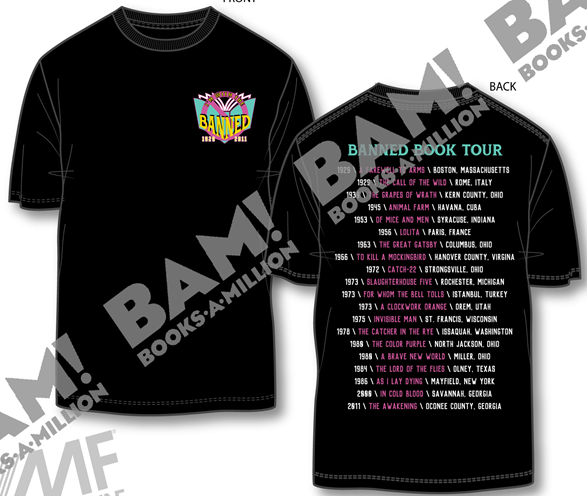 FRONT
BACK
BANNED
1929 2011
BANNED BOOK TOUR
1929 \ A FAREWELL TO ARMS \ BOSTON, MASSACHUSETTS
1929 \ THE CALL OF THE WILD \ ROME, ITALY
1939 \ THE GRAPES OF WRATH \ KERN COUNTY, OHIO
1945 \ ANIMAL FARM \ HAVANA, CUBA
1953 \ OF MICE AND MEN \ SYRACUSE, INDIANA
1956 \ LOLITA \ PARIS, FRANCE
1963 \ THE GREAT GATSBY \ COLUMBUS, OHIO
1966 \ TO KILL A MOCKINGBIRD \ HANOVER COUNTY, VIRGINA
1972 \ CATCH-22 \ STRONGSVILLE, OHIO
1973 \ SLAUGHTERHOUSE FIVE \ ROCHESTER, MICHIGAN
1973 \ FOR WHOM THE BELL TOLLS \ ISTANBUL, TURKEY
1973 \ A CLOCKWORK ORANGE \ OREM, UTAH
1975 \ INVISIBLE MAN \ ST. FRANCIS, WISCONSIN
1978 \ THE CATCHER IN THE RYE \ ISSAQUAH, WASHINGTON
1980 \ THE COLOR PURPLE \ NORTH JACKSON, OHIO
1980 \ A BRAVE NEW WORLD \ MILLER, OHIO
1984 \ THE LORD OF THE FLIES \ OLNEY, TEXAS
1986 \ AS I LAY DYING \ MAYFIELD, NEW YORK
2000 \ IN COLD BLOOD \ SAVANNAH, GEORGIA
2011 \ THE AWAKENING \ OCONEE COUNTY, GEORGIA
BAM!
BOOKS·A·MILLION
BAM!
BOOKS·A·MILLION
BAM!
BOOKS·A·MILLION
BAM!
BOOKS·A·MILLION
MF